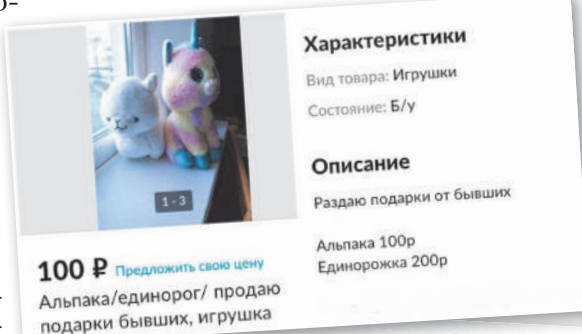 1 - 3
100 ₽ Предложить свою цену
Альпака/единорог/ продаю
подарки бывших, игрушка
Характеристики
Вид товара: Игрушки
Состояние: Б/у
Описание
Раздаю подарки от бывших
Альпака 100р
Единорожка 200р